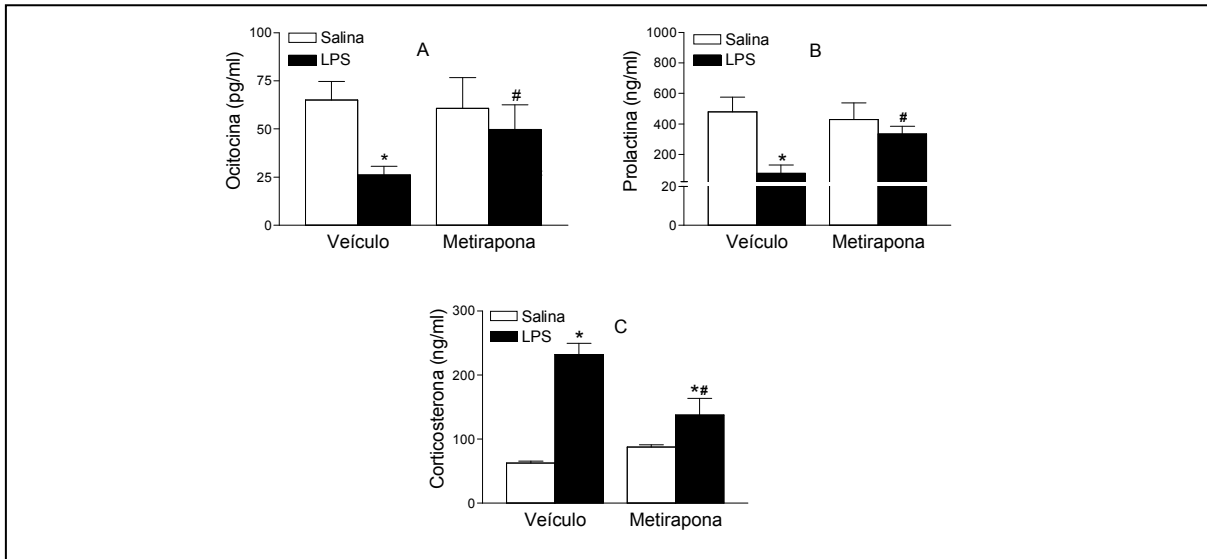 A
Salina
LPS
Ocitocina (pg/ml)
100
75
50
25
0
*
#
Veículo
Metirapona
B
Salina
LPS
Prolactina (ng/ml)
1000
800
600
400
200
20
0
*
#
Veículo
Metirapona
C
Salina
LPS
Corticosterona (ng/ml)
300
200
100
0
*
*#
Veículo
Metirapona